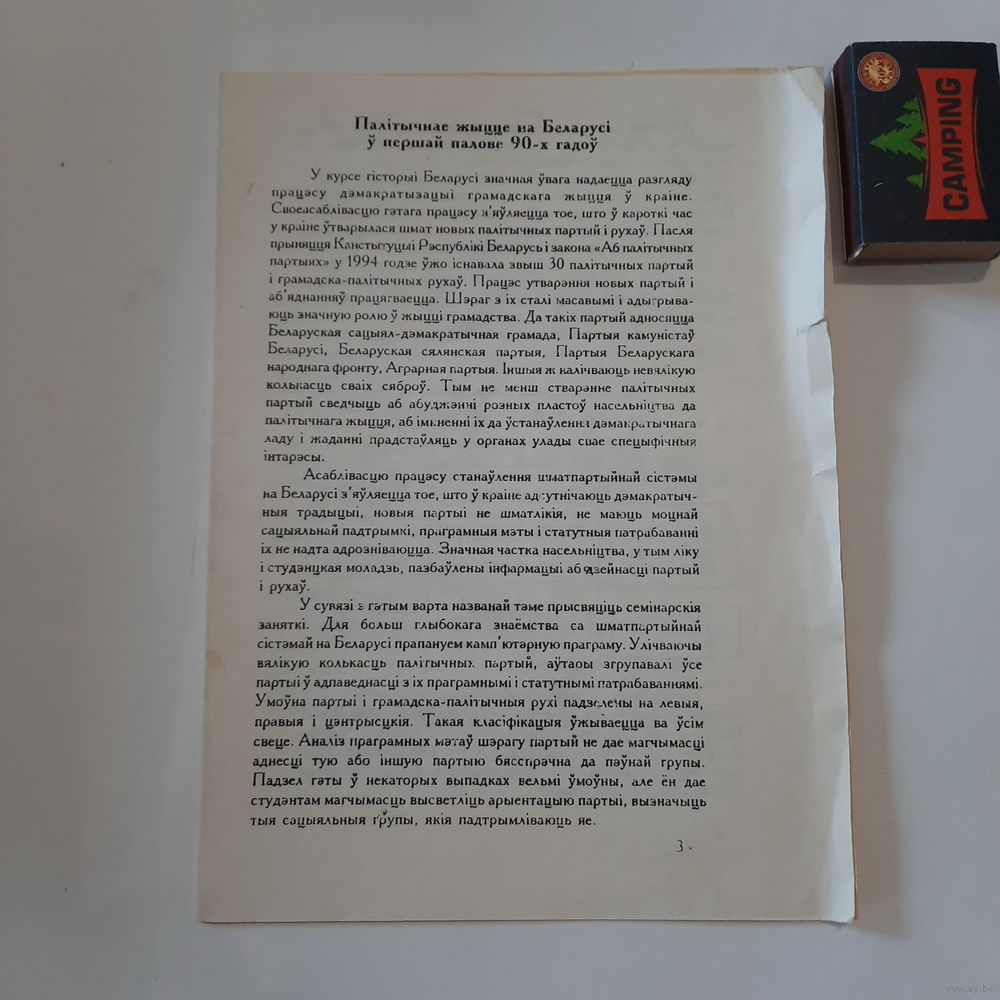 Палітычнае жыцце на Беларусі
ў першай палове 90-х гадоў
У курсе гісторыі Беларусі значная ўвага надаецца разгляду
працэсу дэмакратызацыі грамадскага жыцця ў краіне.
Своеасаблівасцю гэтага працэсу з'яўляецца тое, што ў кароткі час
у краіне ўтварылася шмат новых палітычных партый і рухаў. Пасля
прыняцця Канстытуцыі Рэспублікі Беларусь і закона «Аб палітычных
партыях» у 1994 годзе ўжо існавала звыш 30 палітычных партый
і грамадска-палітычных рухаў. Працэс утварэння новых партый і
аб'яднанняў працягваецца. Шэраг з іх сталі масавымі і адыгрыва-
юць значную ролю ў жыцці грамадства. Да такіх партый адносяцца
Беларуская сацыял-дэмакратычная грамада, Партыя камуністаў
Беларусі, Беларуская сялянская партыя, Партыя Беларускага
народнага фронту, Аграрная партыя. Іншыя ж налічваюць невялікую
колькасць сваіх сяброў. Тым не менш стварэнне палітычных
партый сведчыць аб абуджэнні розных пластоў насельніцтва да
палітычнага жыцця, аб імкненні іх да ўстанаўлення дэмакратычнага
ладу і жаданні прадстаўляць у органах улады свае спецыфічныя
інтарэсы.
Асаблівасцю працэсу станаўлення шматпартыйнай сістэмы
на Беларусі з'яўляецца тое, што ў краіне адсутнічаюць дэмакратыч-
ныя традыцыі, новыя партыі не шматлікія, не маюць моцнай
сацыяльнай падтрымкі, праграмныя мэты і статутныя патрабаванні
іх не надта адрозніваюцца. Значная частка насельніцтва, у тым ліку
і студэнцкая моладзь, пазбаўлены інфармацыі аб дзейнасці партый
і рухаў.
У сувязі з гэтым варта названай тэме прысвяціць семінарскія
заняткі. Для больш глыбокага знаёмства са шматпартыйнай
сістэмай на Беларусі прапануем камп'ютэрную праграму. Улічваючы
вялікую колькасць палітычных партый, аўтары згрупавалі ўсе
партыі ў адпаведнасці з іх праграмнымі і статутнымі патрабаваннямі.
Умоўна партыі і грамадска-палітычныя рухі падзелены на левыя,
правыя і цэнтрысцкія. Такая класіфікацыя ўжываецца ва ўсім
свеце. Аналіз праграмных мэтаў шэрагу партый не дае магчымасці
аднесці тую або іншую партыю бясспрэчна да пэўнай групы.
Падзел гэты ў некаторых выпадках вельмі ўмоўны, але ён дае
студэнтам магчымасць высветліць арыентацыю партыі, вызначыць
тыя сацыяльныя групы, якія падтрымліваюць яе.
3
CAMPING
www.ay.by